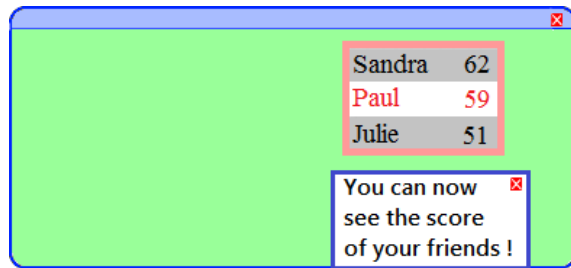 Sandra 62
Paul 59
Julie 51
You can now
see the score
of your friends !